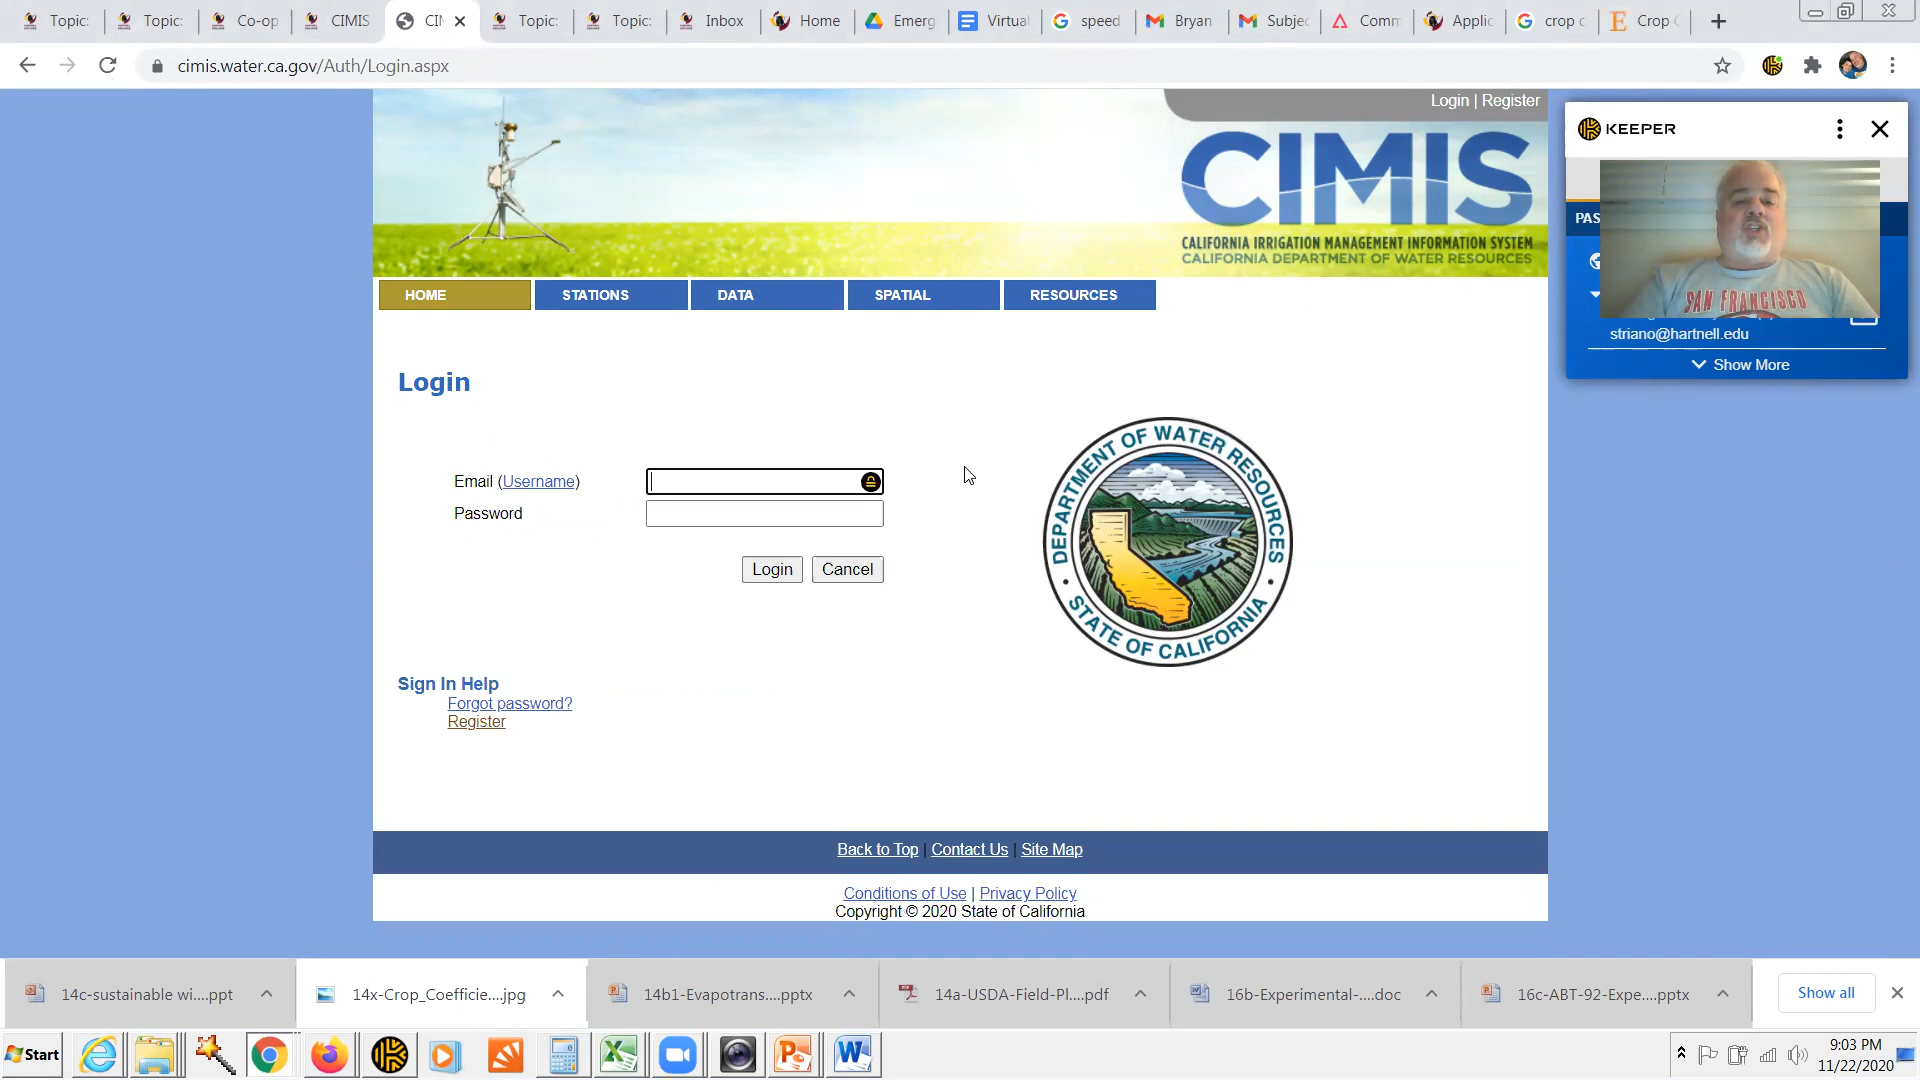 Topic:
Topic:
Co-op
CIMIS
CIM
Topic:
Topic:
Inbox
Home
Emerg
Virtual
speed
Bryan
Subjec
Comm
Applic
crop c
Crop C
cimis.water.ca.gov/Auth/Login.aspx
Login | Register
CIMIS
CALIFORNIA IRRIGATION MANAGEMENT INFORMATION SYSTEM
CALIFORNIA DEPARTMENT OF WATER RESOURCES
KEEPER
PAS
SAN FRANCISCO
striano@hartnell.edu
Show More
HOME
STATIONS
DATA
SPATIAL
RESOURCES
Login
Email (Username)
Password
Login
Cancel
DEPARTMENT OF WATER RESOURCES
STATE OF CALIFORNIA
Sign In Help
Forgot password?
Register
Back to Top | Contact Us | Site Map
Conditions of Use | Privacy Policy
Copyright © 2020 State of California
14c-sustainable wi....ppt
14x-Crop_Coefficie....jpg
14b1-Evapotrans....pptx
14a-USDA-Field-Pl....pdf
16b-Experimental-....doc
16c-ABT-92-Expe....pptx
Show all
Start
9:03 PM
11/22/2020